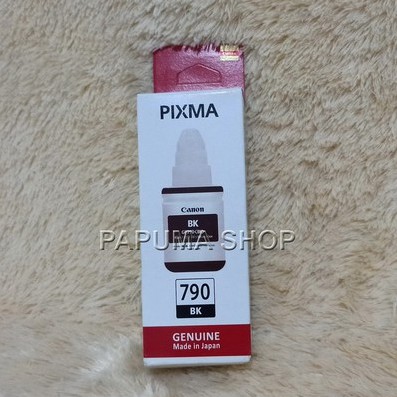 PIXMA
Canon
BK
PAPUMA SHOP
790
BK
GENUINE
Made in Japan